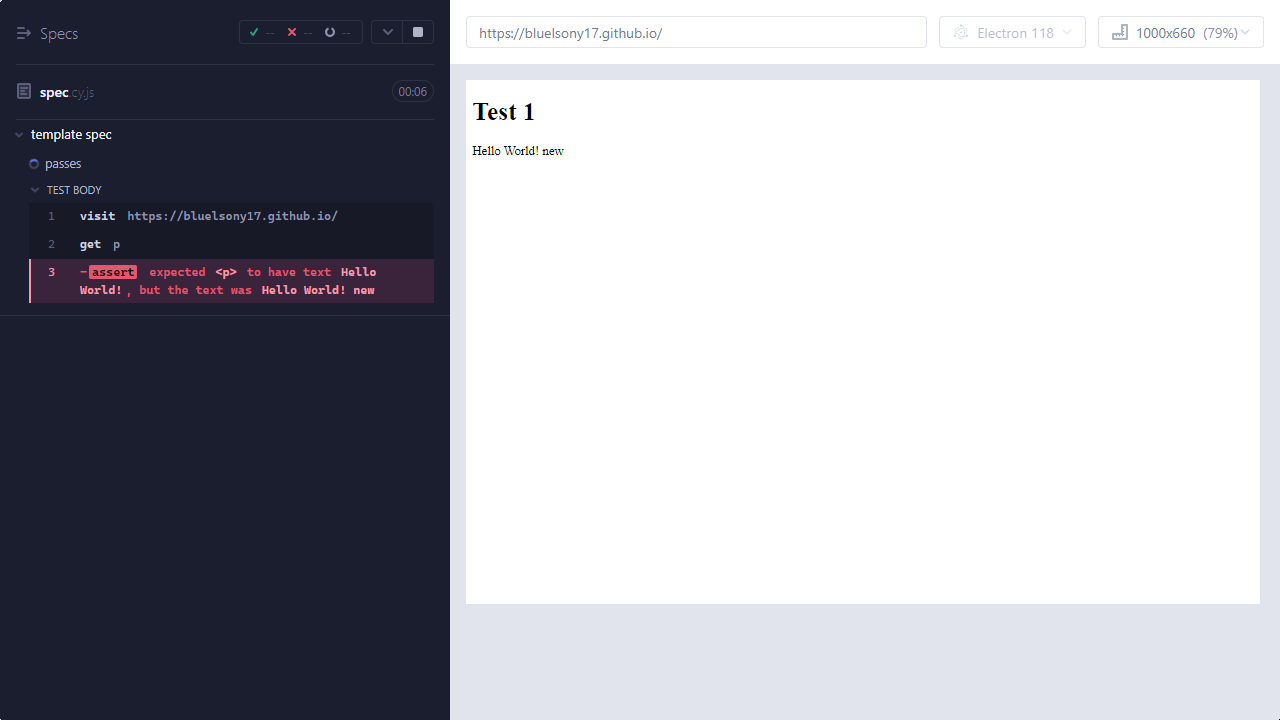 Specs
-- -- --
spec.cy.js
00:06
template spec
passes
TEST BODY
1 visit https://bluelsony17.github.io/
2 get p
3 -assert expected <p> to have text Hello
World!, but the text was Hello World! new
https://bluelsony17.github.io/
Electron 118
1000x660 (79%)
Test 1
Hello World! new